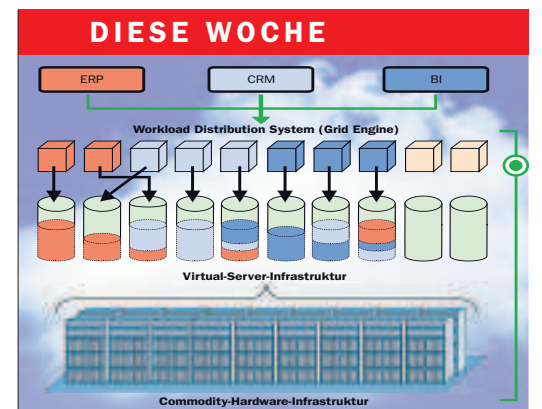 DIESE WOCHE
ERP CRM BI
Workload Distribution System (Grid Engine)
Virtual-Server-Infrastruktur
Commodity-Hardware-Infrastruktur